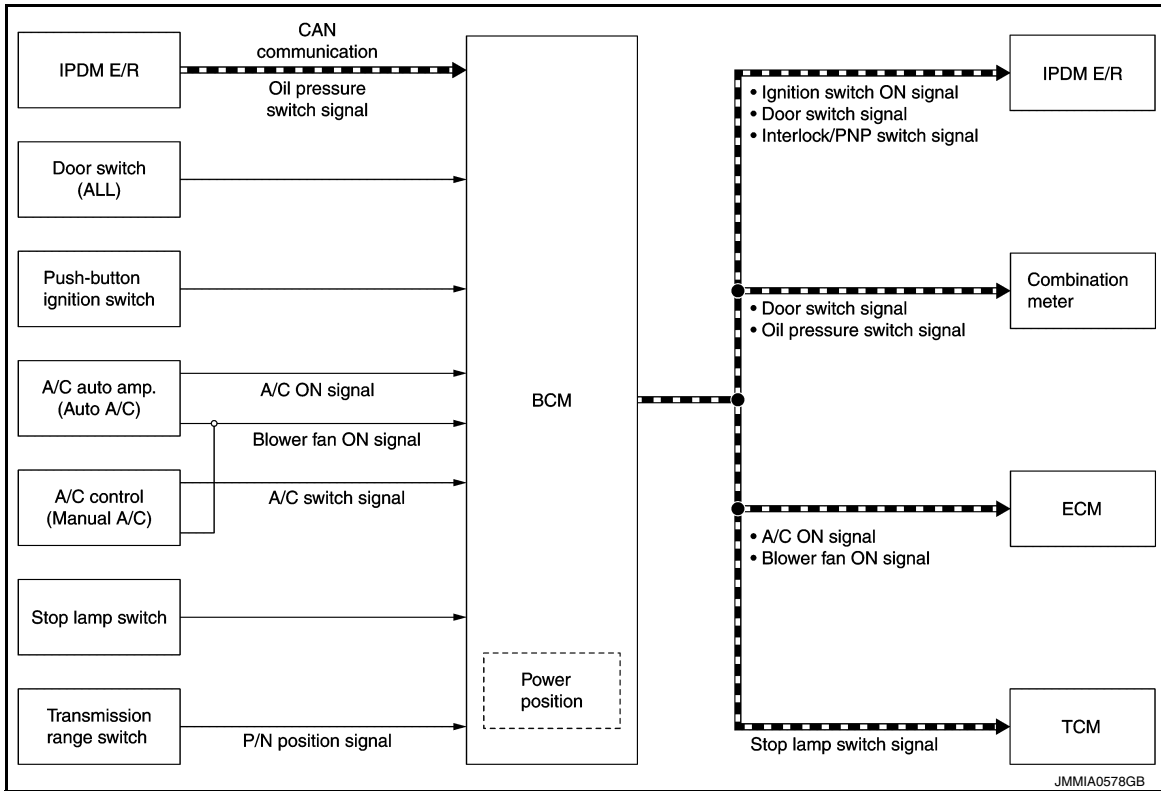 CAN
communication
IPDM E/R
Oil pressure
switch signal
Door switch
(ALL)
Push-button
ignition switch
A/C auto amp.
(Auto A/C)
A/C ON signal
Blower fan ON signal
A/C control
(Manual A/C)
A/C switch signal
Stop lamp switch
Transmission
range switch
P/N position signal
BCM
Power
position
IPDM E/R
• Ignition switch ON signal
• Door switch signal
• Interlock/PNP switch signal
Combination
meter
• Door switch signal
• Oil pressure switch signal
ECM
• A/C ON signal
• Blower fan ON signal
TCM
Stop lamp switch signal
JMMIA0578GB